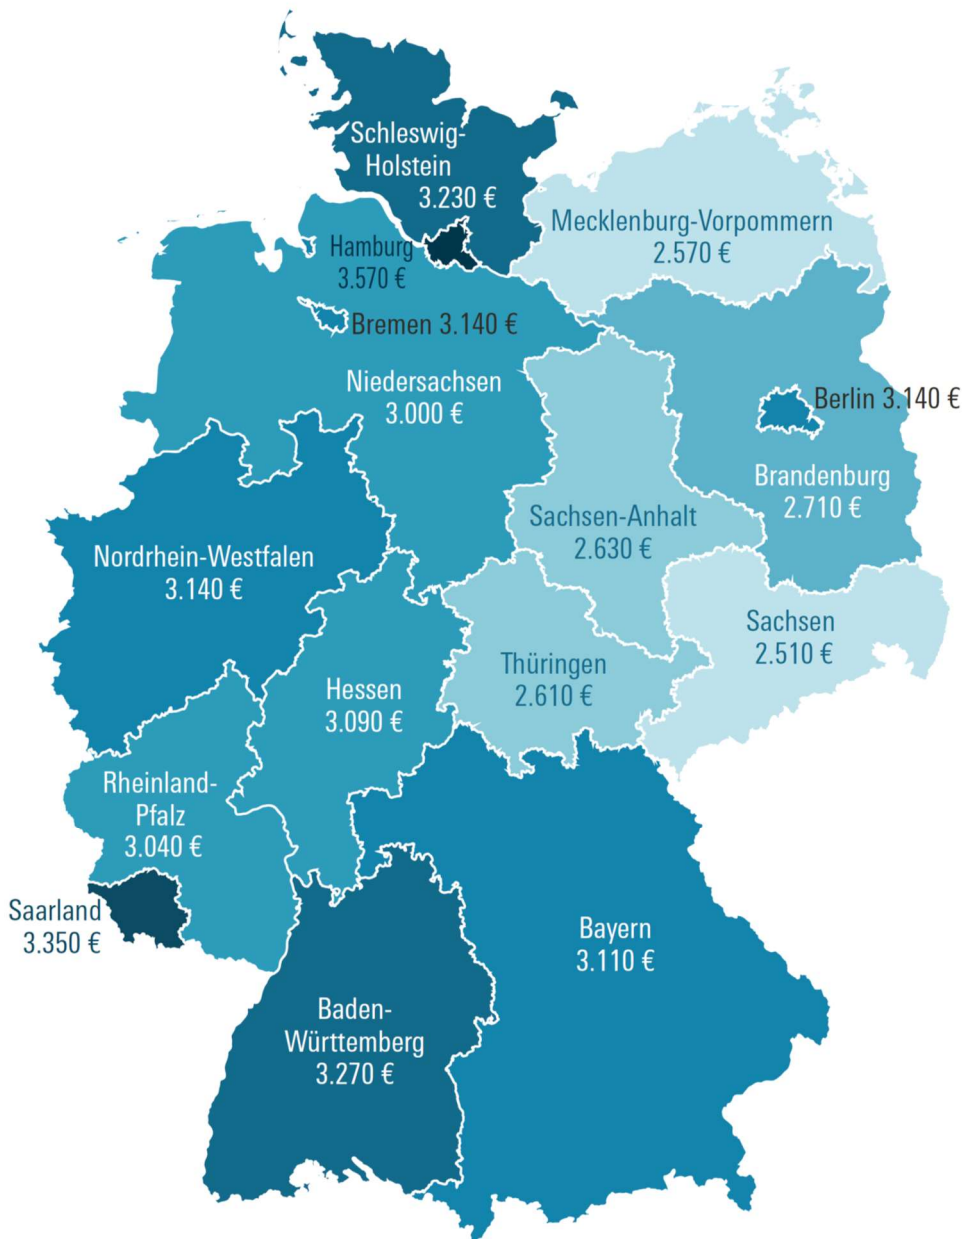 Schleswig-
Holstein
3.230 €
Mecklenburg-Vorpommern
2.570 €
Hamburg
3.570 €
Bremen 3.140 €
Niedersachsen
3.000 €
Berlin 3.140 €
Brandenburg
2.710 €
Sachsen-Anhalt
2.630 €
Nordrhein-Westfalen
3.140 €
Sachsen
2.510 €
Thüringen
2.610 €
Hessen
3.090 €
Rheinland-
Pfalz
3.040 €
Saarland
3.350 €
Bayern
3.110 €
Baden-
Württemberg
3.270 €